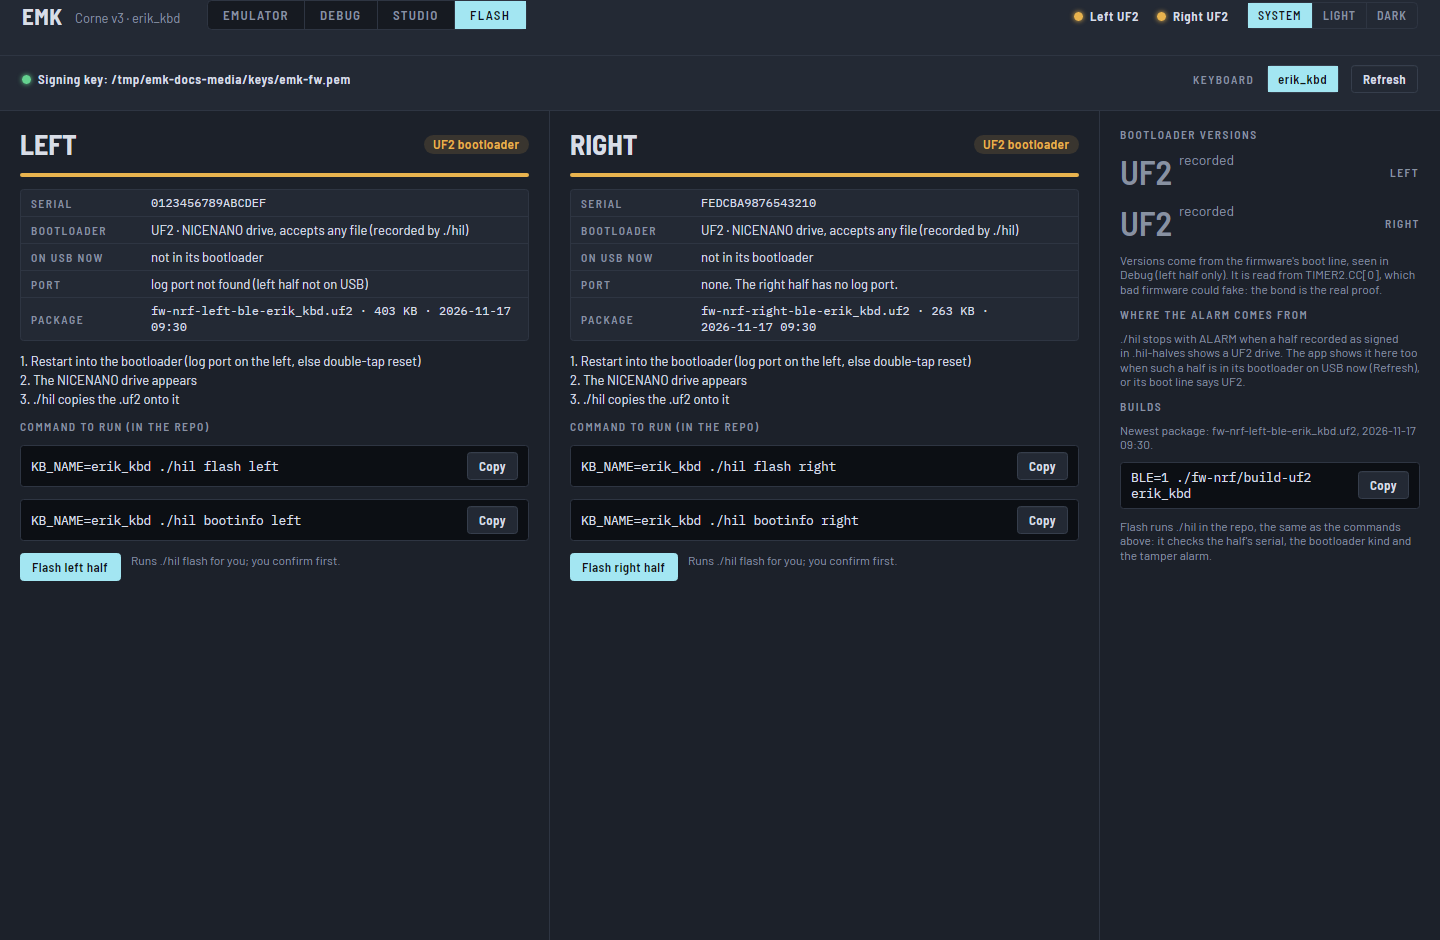 EMK Corne v3 · erik_kbd EMULATOR DEBUG STUDIO FLASH Left UF2 Right UF2 SYSTEM LIGHT DARK
Signing key: /tmp/emk-docs-media/keys/emk-fw.pem KEYBOARD erik_kbd Refresh
LEFT UF2 bootloader
SERIAL 0123456789ABCDEF
BOOTLOADER UF2 · NICENANO drive, accepts any file (recorded by ./hil)
ON USB NOW not in its bootloader
PORT log port not found (left half not on USB)
PACKAGE fw-nrf-left-ble-erik_kbd.uf2 · 403 KB · 2026-11-17
09:30
1. Restart into the bootloader (log port on the left, else double-tap reset)
2. The NICENANO drive appears
3. ./hil copies the .uf2 onto it
COMMAND TO RUN (IN THE REPO)
KB_NAME=erik_kbd ./hil flash left Copy
KB_NAME=erik_kbd ./hil bootinfo left Copy
Flash left half Runs ./hil flash for you; you confirm first.
RIGHT UF2 bootloader
SERIAL FEDCBA9876543210
BOOTLOADER UF2 · NICENANO drive, accepts any file (recorded by ./hil)
ON USB NOW not in its bootloader
PORT none. The right half has no log port.
PACKAGE fw-nrf-right-ble-erik_kbd.uf2 · 263 KB ·
2026-11-17 09:30
1. Restart into the bootloader (log port on the left, else double-tap reset)
2. The NICENANO drive appears
3. ./hil copies the .uf2 onto it
COMMAND TO RUN (IN THE REPO)
KB_NAME=erik_kbd ./hil flash right Copy
KB_NAME=erik_kbd ./hil bootinfo right Copy
Flash right half Runs ./hil flash for you; you confirm first.
BOOTLOADER VERSIONS
UF2 recorded LEFT
UF2 recorded RIGHT
Versions come from the firmware's boot line, seen in
Debug (left half only). It is read from TIMER2.CC[0], which
bad firmware could fake: the bond is the real proof.
WHERE THE ALARM COMES FROM
./hil stops with ALARM when a half recorded as signed
in .hil-halves shows a UF2 drive. The app shows it here too
when such a half is in its bootloader on USB now (Refresh),
or its boot line says UF2.
BUILDS
Newest package: fw-nrf-left-ble-erik_kbd.uf2, 2026-11-17
09:30.
BLE=1 ./fw-nrf/build-uf2
erik_kbd Copy
Flash runs ./hil in the repo, the same as the commands
above: it checks the half's serial, the bootloader kind and
the tamper alarm.